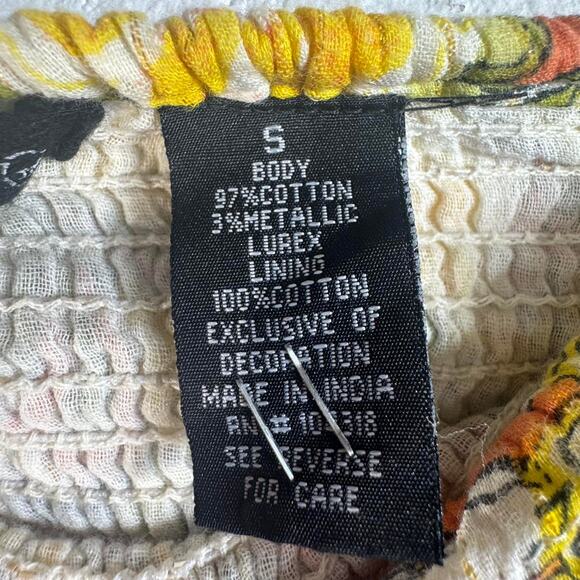 S
BODY
97%COTTON
3%METALLIC
LUREX
LINING
100%COTTON
EXCLUSIVE OF
DECORATION
MADE IN INDIA
RN #
SEE REVERSE
FOR CARE